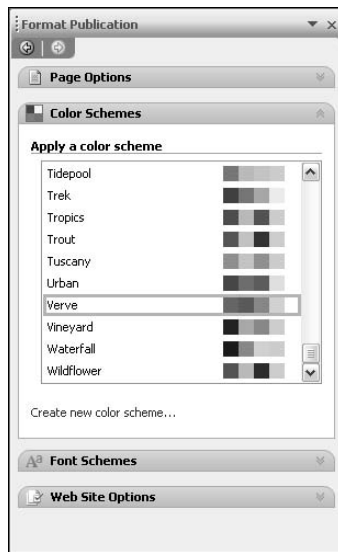 Format Publication
Page Options
Color Schemes
Apply a color scheme
Tidepool
Trek
Tropics
Trout
Tuscany
Urban
Verve
Vineyard
Waterfall
Wildflower
Create new color scheme...
Aa Font Schemes
Web Site Options